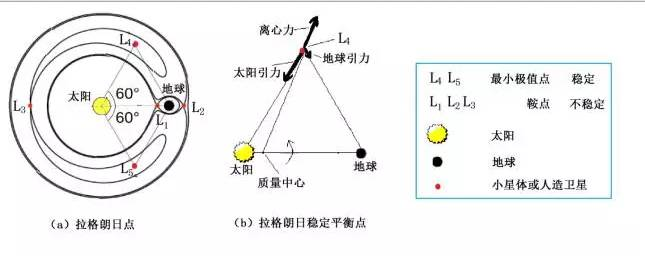 L4
太阳
地球
60°
60°
L3
L1
L2
L5
(a)拉格朗日点
离心力
L4
太阳引力
地球引力
太阳
地球
质量中心
(b)拉格朗日稳定平衡点
L4 L5 最小极值点 稳定
L1 L2 L3 鞍点 不稳定
太阳
地球
小星体或人造卫星